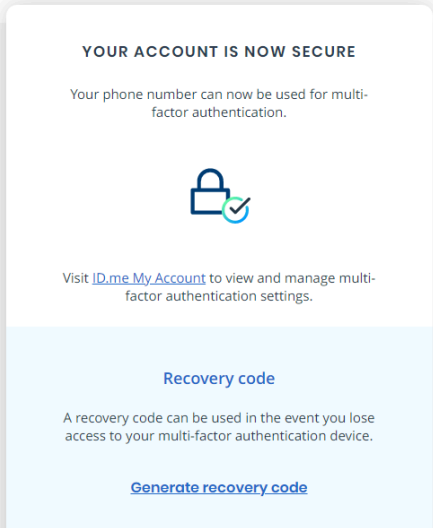 YOUR ACCOUNT IS NOW SECURE
Your phone number can now be used for multi-
factor authentication.
Visit ID.me My Account to view and manage multi-
factor authentication settings.
Recovery code
A recovery code can be used in the event you lose
access to your multi-factor authentication device.
Generate recovery code